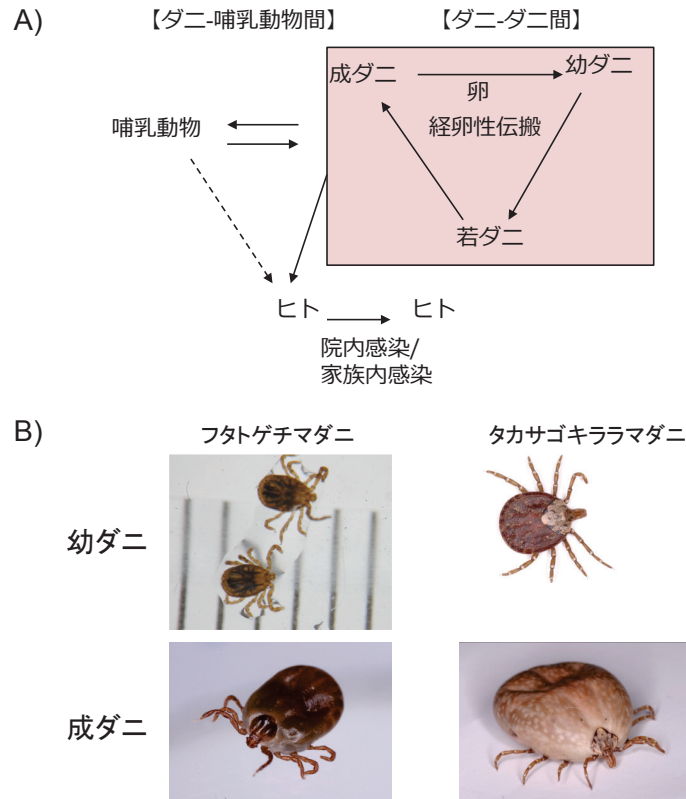 A)
【ダニ-哺乳動物間】 【ダニ-ダニ間】
成ダニ 幼ダニ
卵
哺乳動物 経卵性伝搬
若ダニ
ヒト ヒト
院内感染/
家族内感染
B)
フタトゲチマダニ タカサゴキララマダニ
幼ダニ
成ダニ